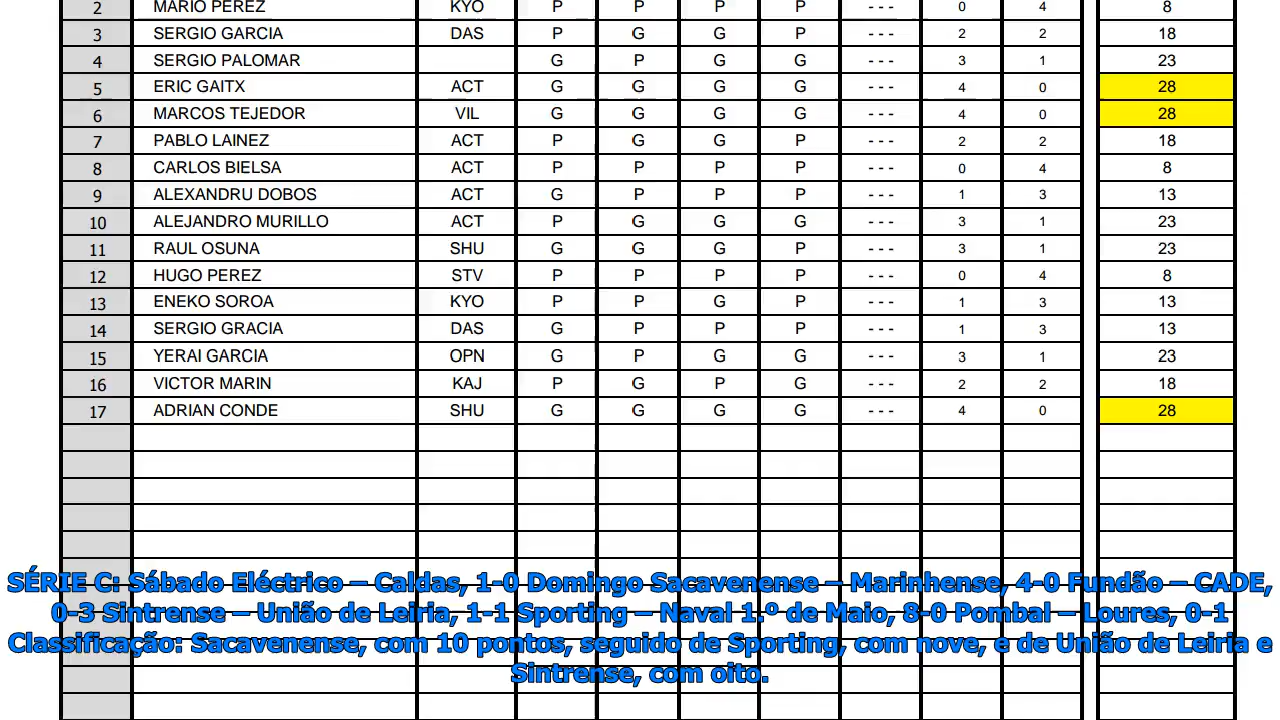 2 MARIO PEREZ KYO P P P P - - - 0 4 8
3 SERGIO GARCIA DAS P G G P - - - 2 2 18
4 SERGIO PALOMAR G P G G - - - 3 1 23
5 ERIC GAITX ACT G G G G - - - 4 0 28
6 MARCOS TEJEDOR VIL G G G G - - - 4 0 28
7 PABLO LAINEZ ACT P G G P - - - 2 2 18
8 CARLOS BIELSA ACT P P P P - - - 0 4 8
9 ALEXANDRU DOBOS ACT G P P P - - - 1 3 13
10 ALEJANDRO MURILLO ACT P G G G - - - 3 1 23
11 RAUL OSUNA SHU G G G P - - - 3 1 23
12 HUGO PEREZ STV P P P P - - - 0 4 8
13 ENEKO SOROA KYO P P G P - - - 1 3 13
14 SERGIO GRACIA DAS G P P P - - - 1 3 13
15 YERAI GARCIA OPN G P G G - - - 3 1 23
16 VICTOR MARIN KAJ P G P G - - - 2 2 18
17 ADRIAN CONDE SHU G G G G - - - 4 0 28
SÉRIE C: Sábado Eléctrico – Caldas, 1-0 Domingo Sacavenense – Marinhense, 4-0 Fundão – CADE,
0-3 Sintrense – União de Leiria, 1-1 Sporting – Naval 1.º de Maio, 8-0 Pombal – Loures, 0-1
Classificação: Sacavenense, com 10 pontos, seguido de Sporting, com nove, e de União de Leiria e
Sintrense, com oito.